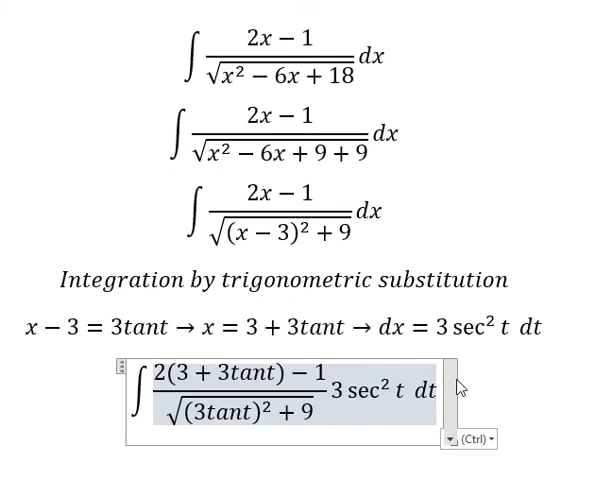 ∫ (2x − 1)/√(x² − 6x + 18) dx
∫ (2x − 1)/√(x² − 6x + 9 + 9) dx
∫ (2x − 1)/√((x − 3)² + 9) dx
Integration by trigonometric substitution
x − 3 = 3tant → x = 3 + 3tant → dx = 3 sec² t dt
∫ (2(3 + 3tant) − 1)/√((3tant)² + 9) 3 sec² t dt
(Ctrl)